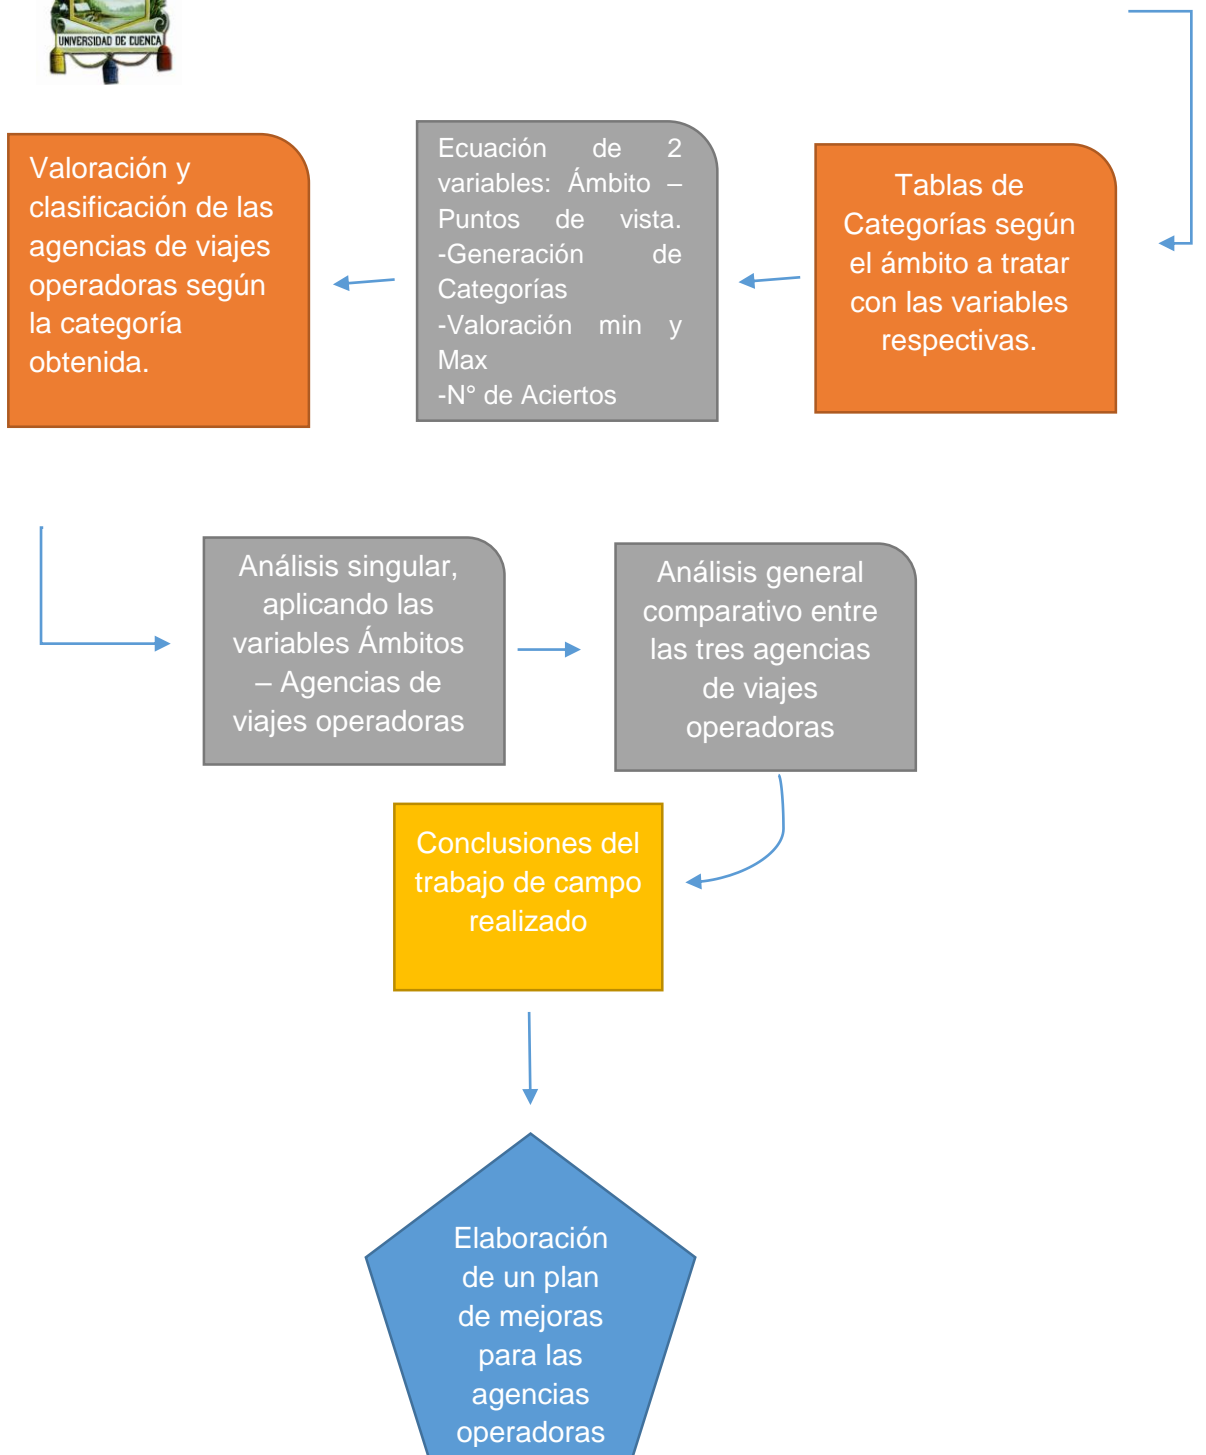 UNIVERSIDAD DE CUENCA
Tablas de
Categorías según
el ámbito a tratar
con las variables
respectivas.
Ecuación de 2
variables: Ámbito –
Puntos de vista.
-Generación de
Categorías
-Valoración min y
Max
-N° de Aciertos
Valoración y
clasificación de las
agencias de viajes
operadoras según
la categoría
obtenida.
Análisis singular,
aplicando las
variables Ámbitos
– Agencias de
viajes operadoras
Análisis general
comparativo entre
las tres agencias
de viajes
operadoras
Conclusiones del
trabajo de campo
realizado
Elaboración
de un plan
de mejoras
para las
agencias
operadoras